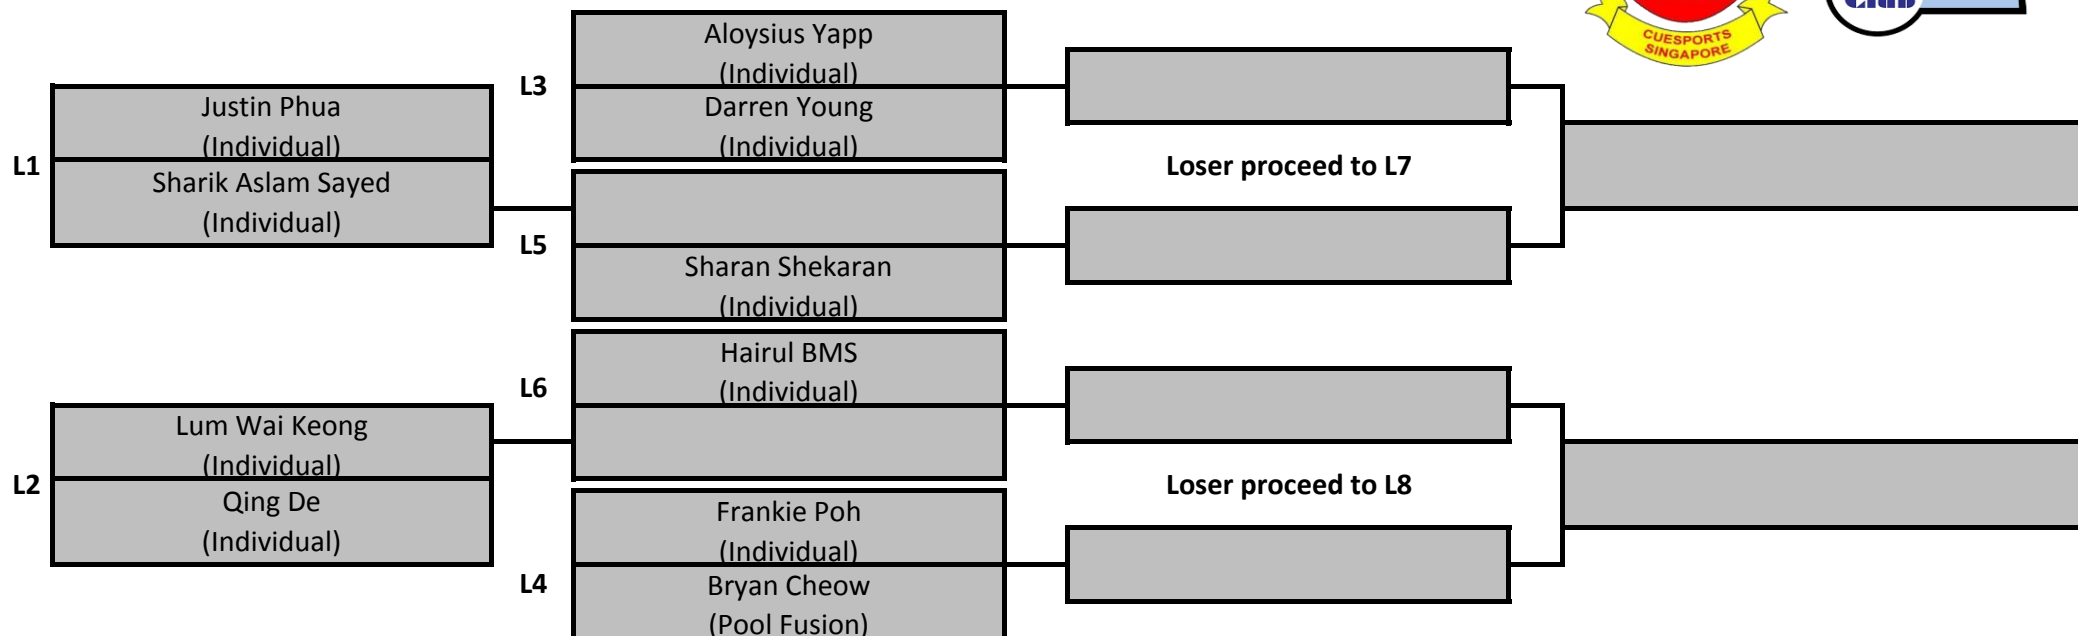 CUESPORTS
SINGAPORE
Club
L1
Justin Phua
(Individual)
Sharik Aslam Sayed
(Individual)
L2
Lum Wai Keong
(Individual)
Qing De
(Individual)
L3
Aloysius Yapp
(Individual)
Darren Young
(Individual)
L5
Sharan Shekaran
(Individual)
L6
Hairul BMS
(Individual)
L4
Frankie Poh
(Individual)
Bryan Cheow
(Pool Fusion)
Loser proceed to L7
Loser proceed to L8